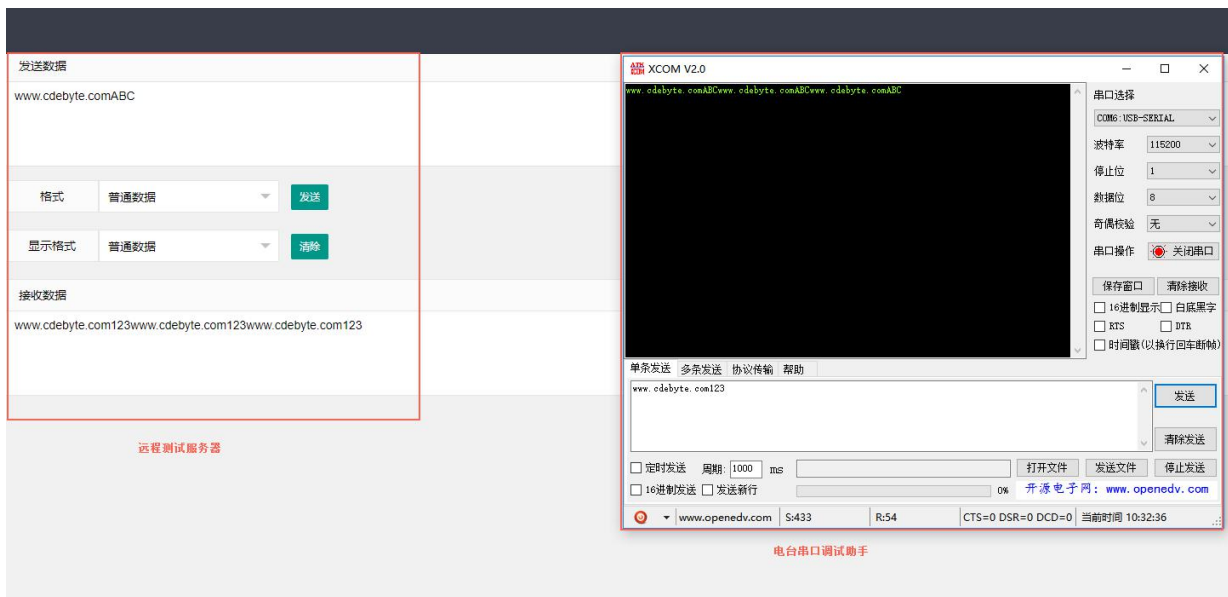 发送数据
www.cdebyte.comABC
格式 普通数据 发送
显示格式 普通数据 清除
接收数据
www.cdebyte.com123www.cdebyte.com123www.cdebyte.com123
远程测试服务器
XCOM V2.0
www.cdebyte.comABCwww.cdebyte.comABCwww.cdebyte.comABC
串口选择
COM6:USB-SERIAL
波特率 115200
停止位 1
数据位 8
奇偶校验 无
串口操作 关闭串口
保存窗口 清除接收
16进制显示 白底黑字
RTS DTR
时间戳(以换行回车断帧)
单条发送 多条发送 协议传输 帮助
www.cdebyte.com123
发送
清除发送
定时发送 周期: 1000 ms 打开文件 发送文件 停止发送
16进制发送 发送新行 0% 开源电子网: www.openedv.com
www.openedv.com S:433 R:54 CTS=0 DSR=0 DCD=0 当前时间 10:32:36
电台串口调试助手